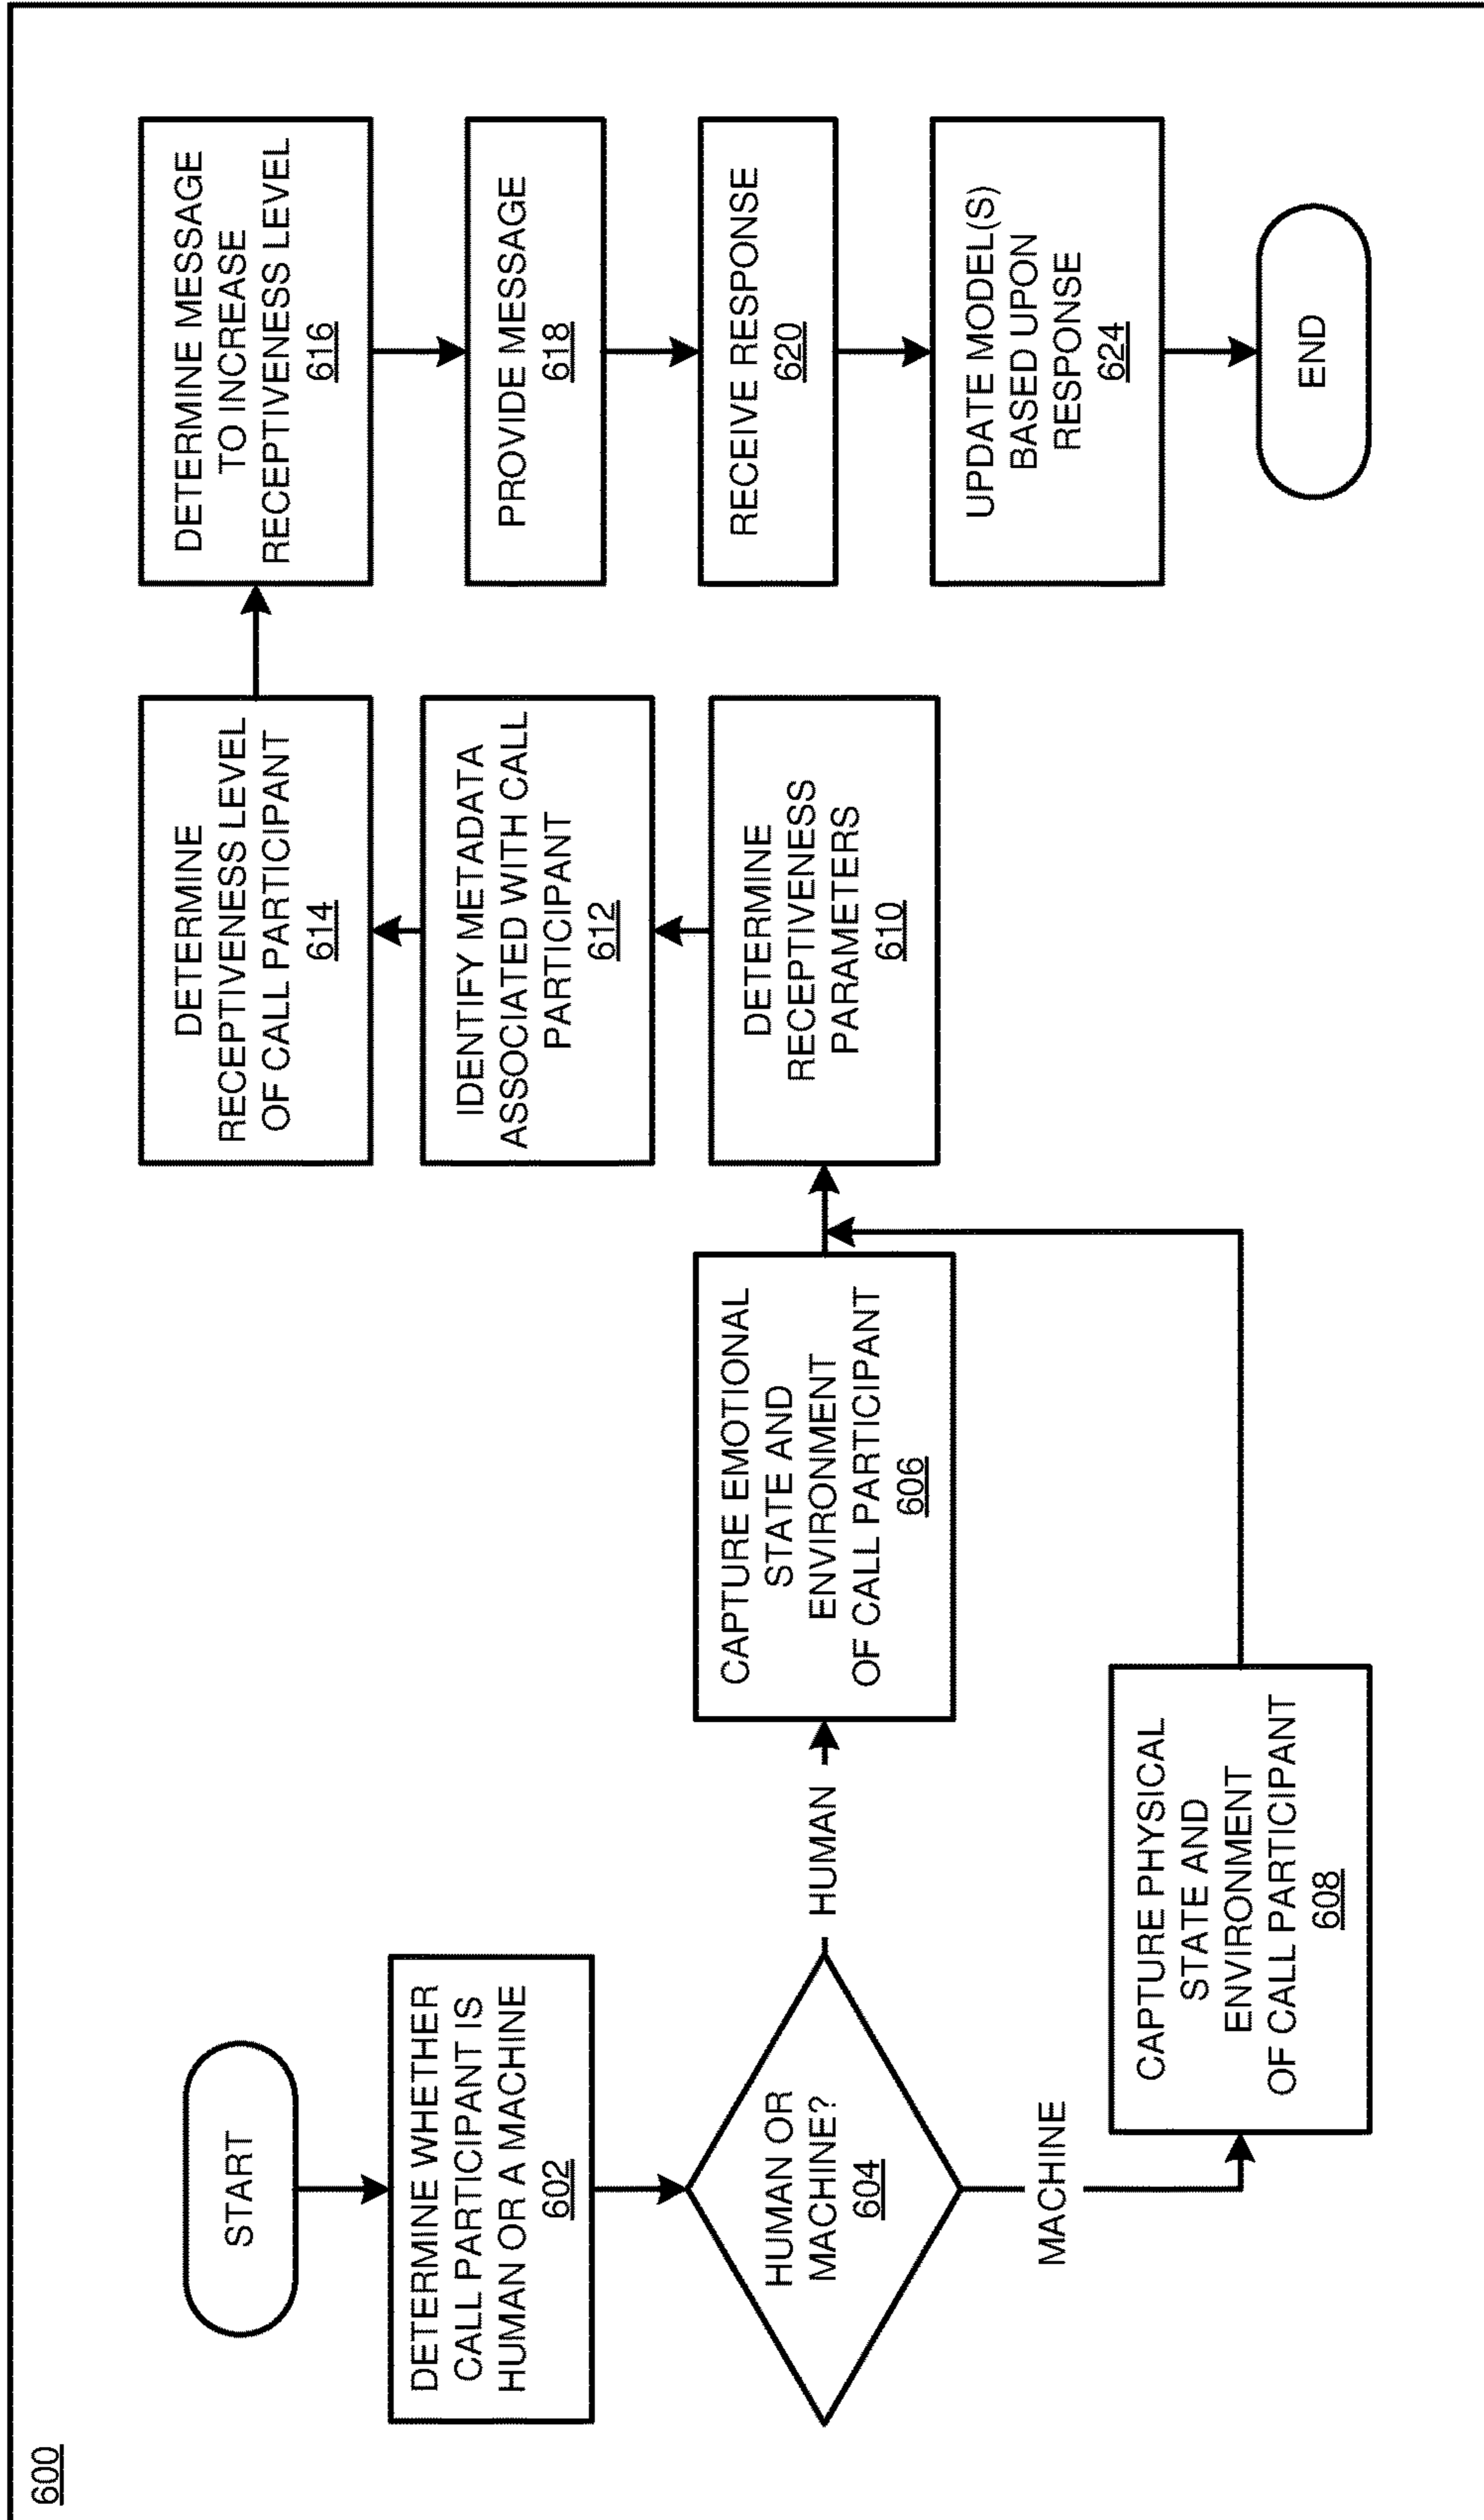 600
START
DETERMINE WHETHER
CALL PARTICIPANT IS
HUMAN OR A MACHINE
602
HUMAN OR
MACHINE?
604
HUMAN
MACHINE
CAPTURE EMOTIONAL
STATE AND
ENVIRONMENT
OF CALL PARTICIPANT
606
CAPTURE PHYSICAL
STATE AND
ENVIRONMENT
OF CALL PARTICIPANT
608
DETERMINE
RECEPTIVENESS
PARAMETERS
610
IDENTIFY METADATA
ASSOCIATED WITH CALL
PARTICIPANT
612
DETERMINE
RECEPTIVENESS LEVEL
OF CALL PARTICIPANT
614
DETERMINE MESSAGE
TO INCREASE
RECEPTIVENESS LEVEL
616
PROVIDE MESSAGE
618
RECEIVE RESPONSE
620
UPDATE MODEL(S)
BASED UPON
RESPONSE
624
END